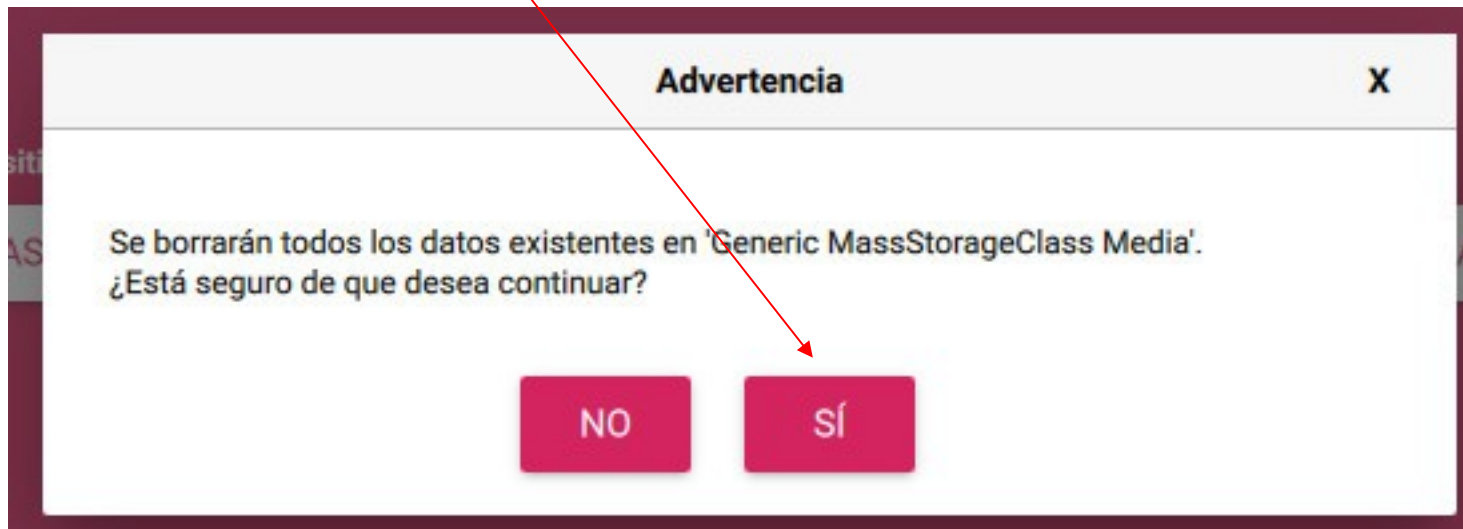 Advertencia X
Se borrarán todos los datos existentes en 'Generic MassStorageClass Media'.
¿Está seguro de que desea continuar?
NO SÍ